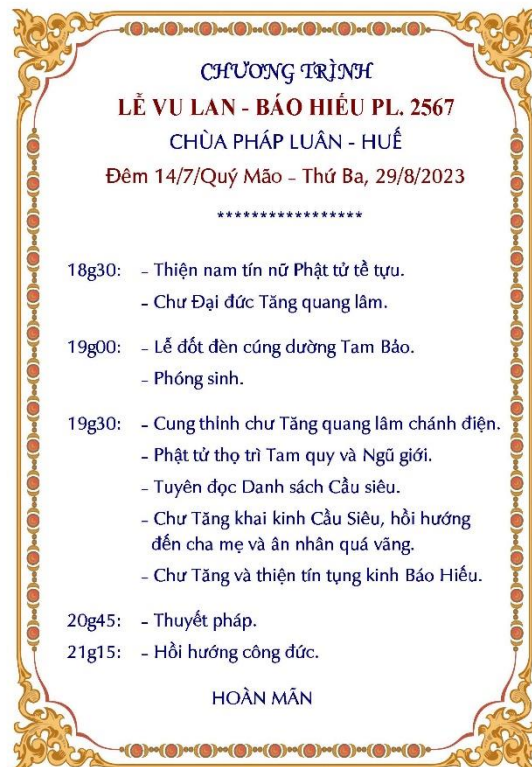 CHƯƠNG TRÌNH
LỄ VU LAN - BÁO HIẾU PL. 2567
CHÙA PHÁP LUÂN - HUẾ
Đêm 14/7/Quý Mão - Thứ Ba, 29/8/2023
*****************
18g30: - Thiện nam tín nữ Phật tử tề tựu.
- Chư Đại đức Tăng quang lâm.
19g00: - Lễ đốt đèn cúng dường Tam Bảo.
- Phóng sinh.
19g30: - Cung thỉnh chư Tăng quang lâm chánh điện.
- Phật tử thọ trì Tam quy và Ngũ giới.
- Tuyên đọc Danh sách Cầu siêu.
- Chư Tăng khai kinh Cầu Siêu, hồi hướng
đến cha mẹ và ân nhân quá vãng.
- Chư Tăng và thiện tín tụng kinh Báo Hiếu.
20g45: - Thuyết pháp.
21g15: - Hồi hướng công đức.
HOÀN MÃN